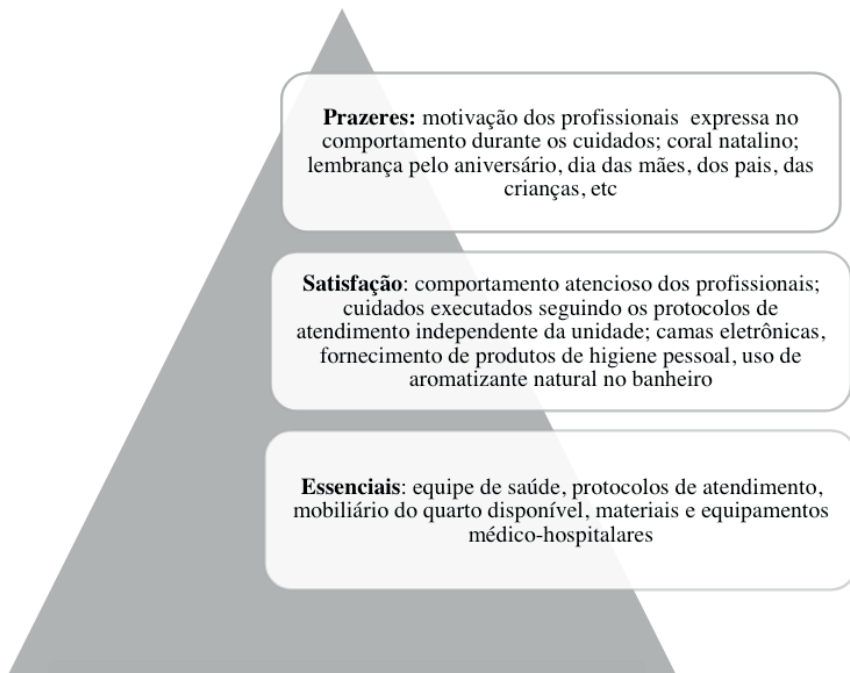 Prazeres: motivação dos profissionais expressa no
comportamento durante os cuidados; coral natalino;
lembrança pelo aniversário, dia das mães, dos pais, das
crianças, etc
Satisfação: comportamento atencioso dos profissionais;
cuidados executados seguindo os protocolos de
atendimento independente da unidade; camas eletrônicas,
fornecimento de produtos de higiene pessoal, uso de
aromatizante natural no banheiro
Essenciais: equipe de saúde, protocolos de atendimento,
mobiliário do quarto disponível, materiais e equipamentos
médico-hospitalares